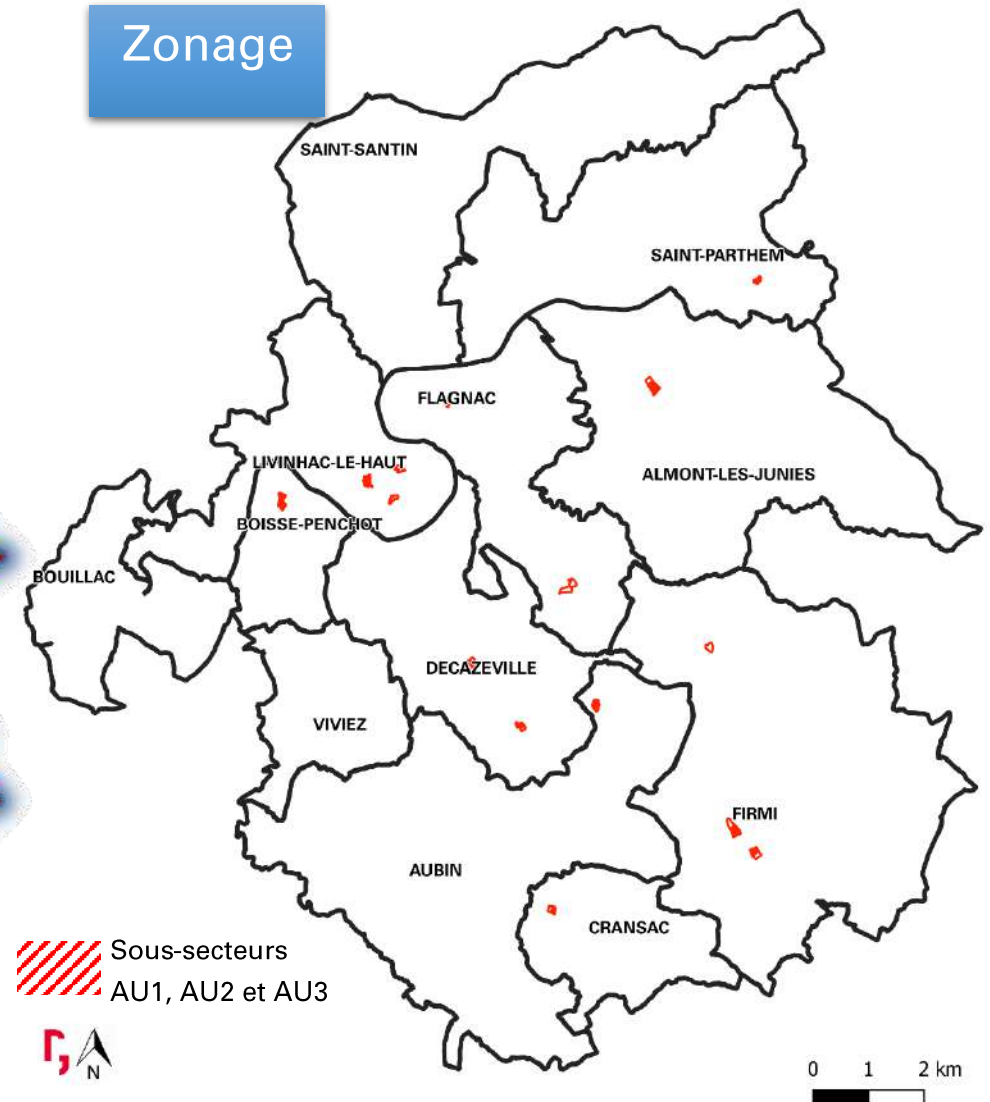 Zonage
SAINT-SANTIN
SAINT-PARTHEM
FLAGNAC
LIVINHAC-LE-HAUT
ALMONT-LES-JUNIES
BOISSE-PENCHOT
BOUILLAC
DECAZEVILLE
VIVIEZ
FIRMI
AUBIN
CRANSAC
Sous-secteurs
AU1, AU2 et AU3
r,
N
0 1 2 km